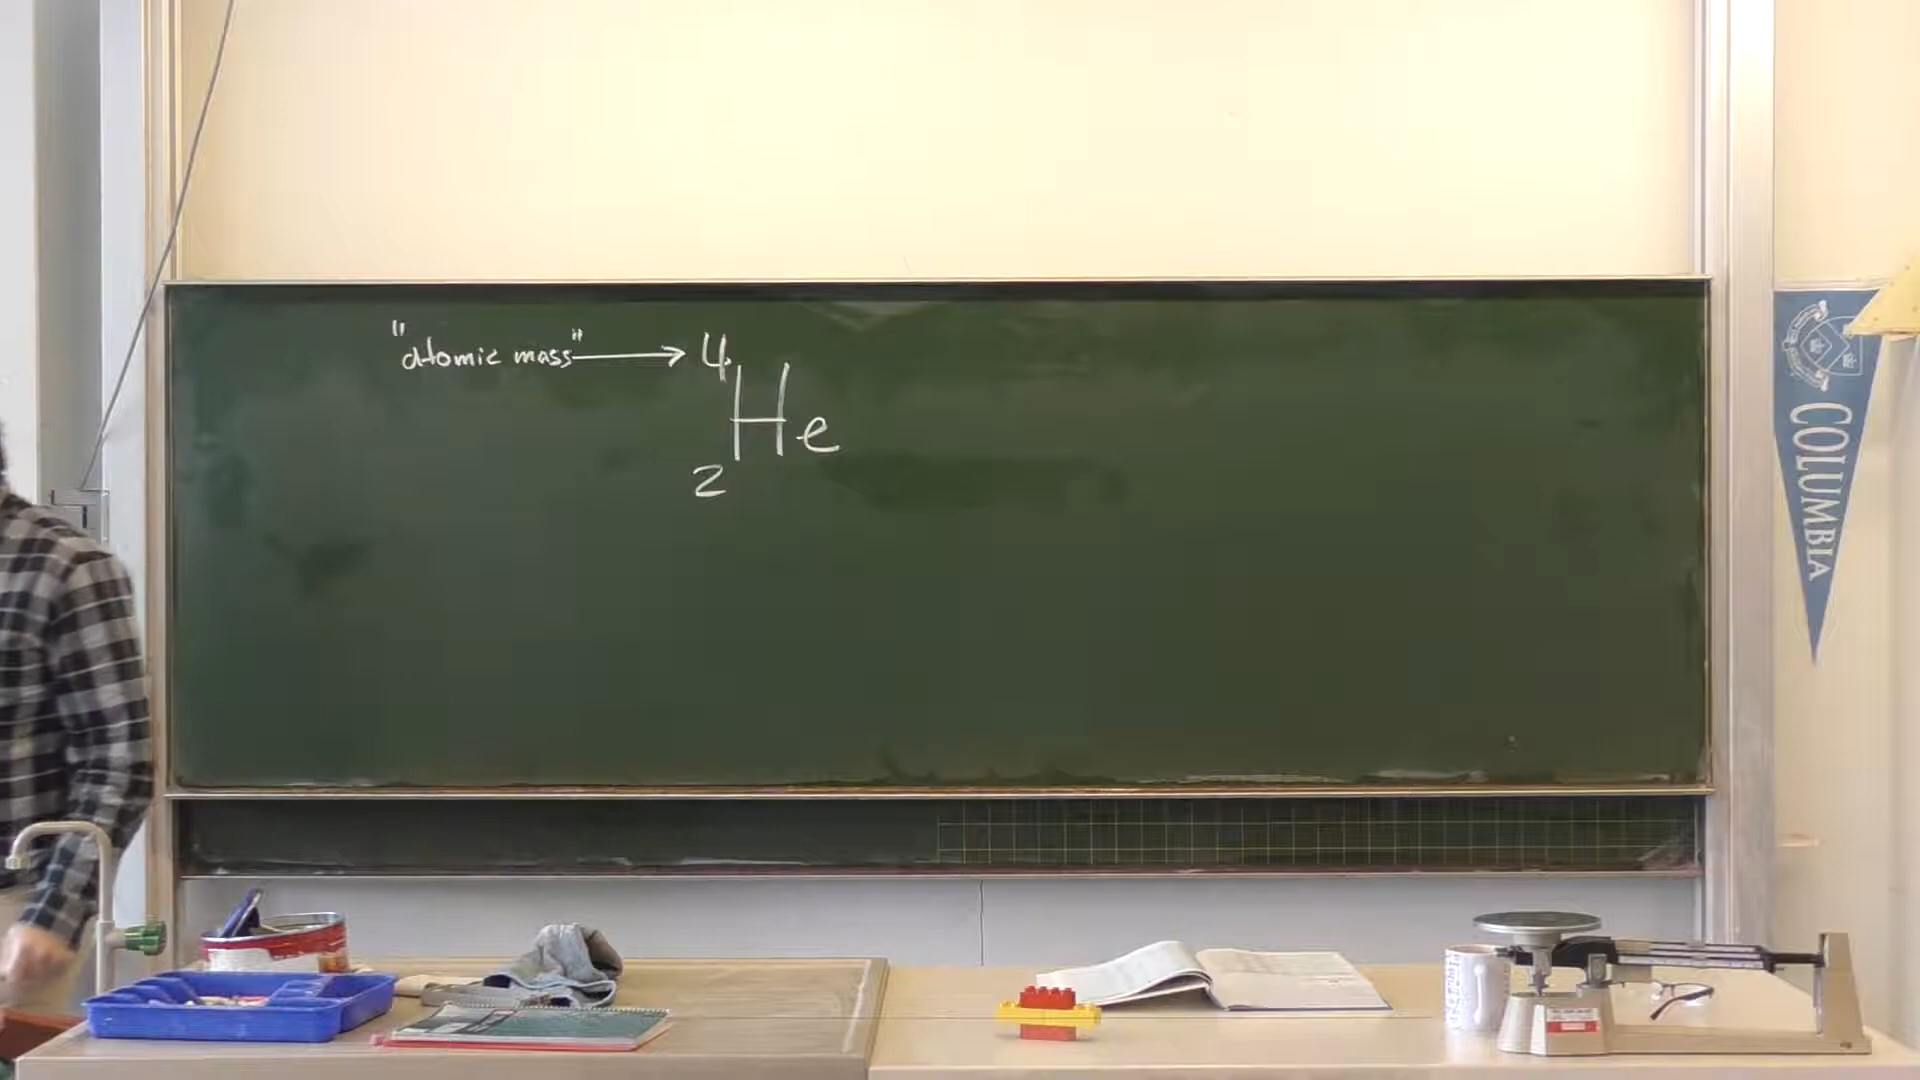 "atomic mass" → 4
He
2
COLUMBIA